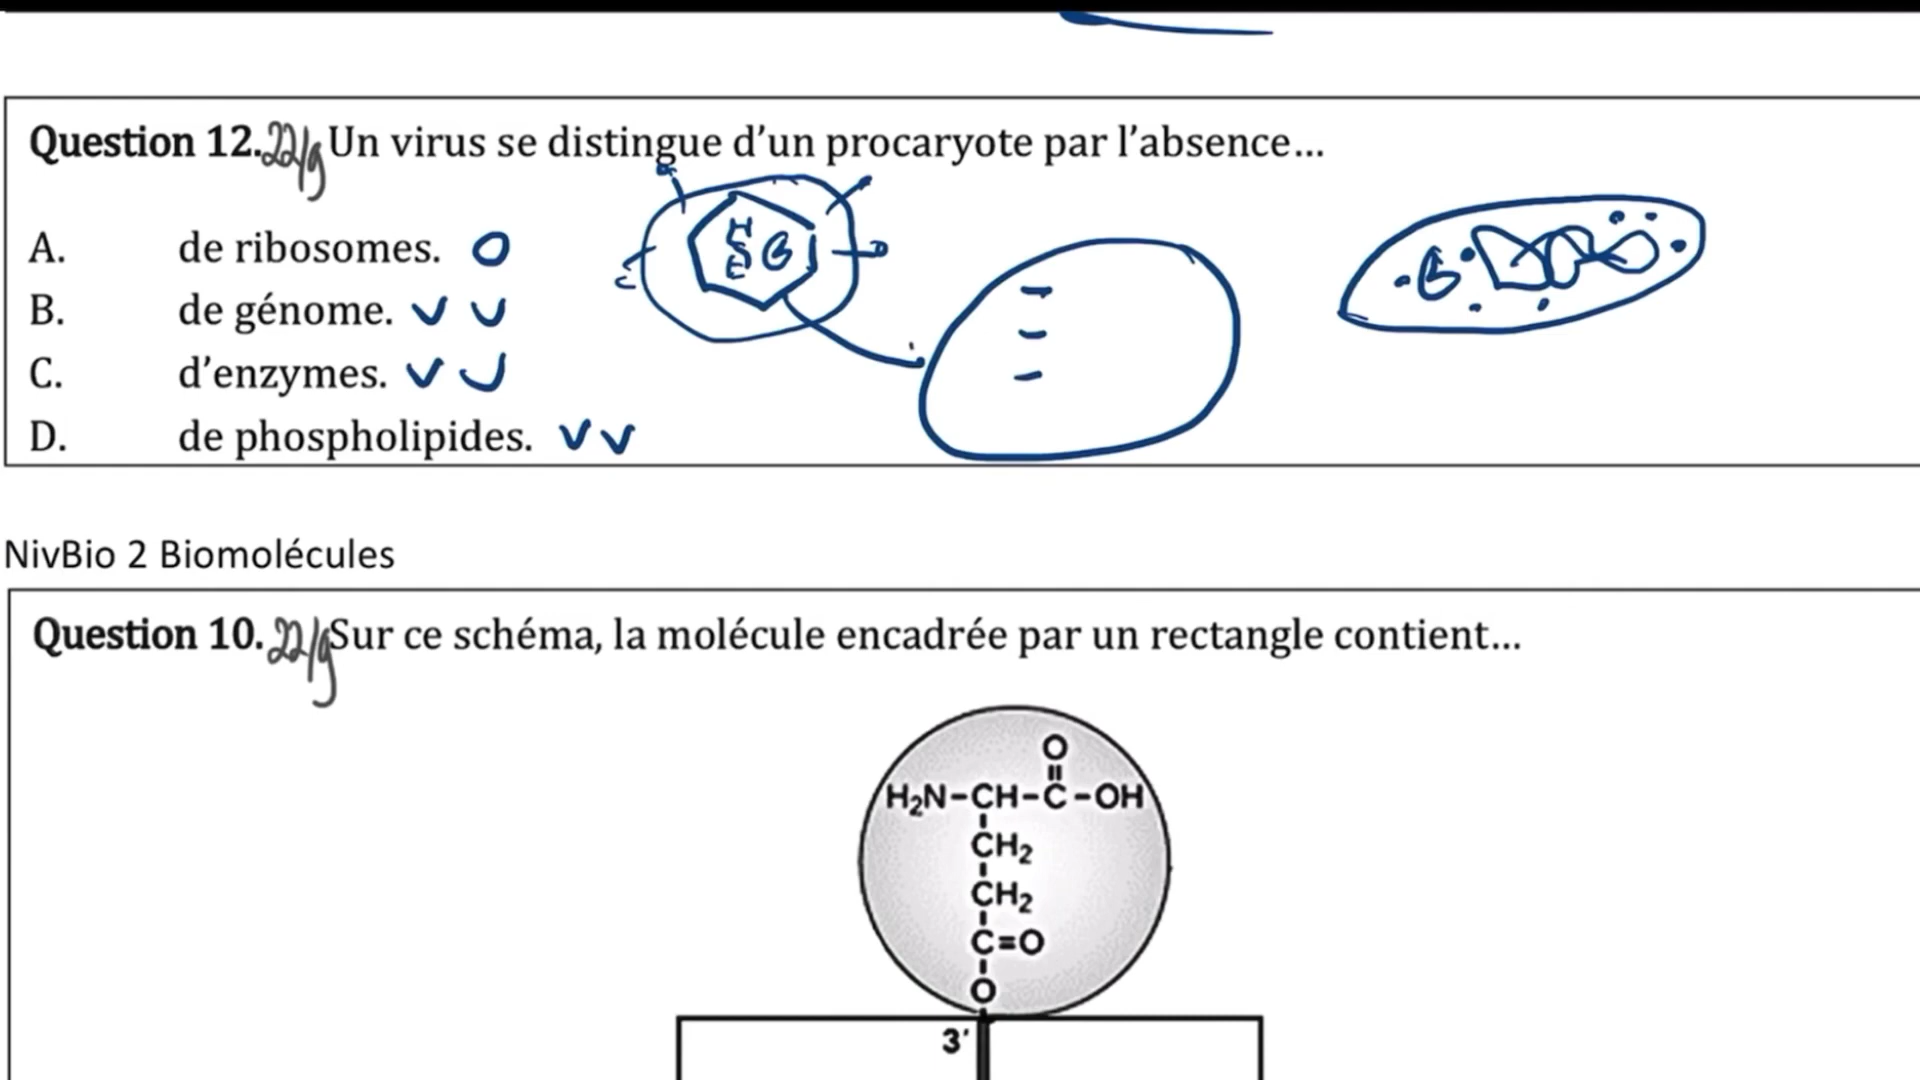 Question 12. 22/g Un virus se distingue d’un procaryote par l’absence…
A. de ribosomes. O
B. de génome. V V
C. d’enzymes. V V
D. de phospholipides. V V
NivBio 2 Biomolécules
Question 10. 22/g Sur ce schéma, la molécule encadrée par un rectangle contient…
O
H₂N-CH-C-OH
CH₂
CH₂
C=O
O
3′